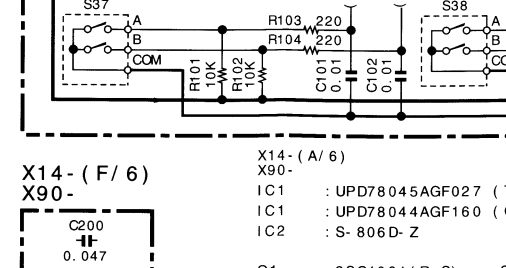 S37
S38
A
B
COM
R101
10K
R102
10K
R103 220
R104 220
C101
0.01
C102
0.01
A
B
X14-(F/6)
X90-
C200
0.047
X14-(A/6)
X90-
IC1 : UPD78045AGF027 (
IC1 : UPD78044AGF160 (
IC2 : S-806D-Z